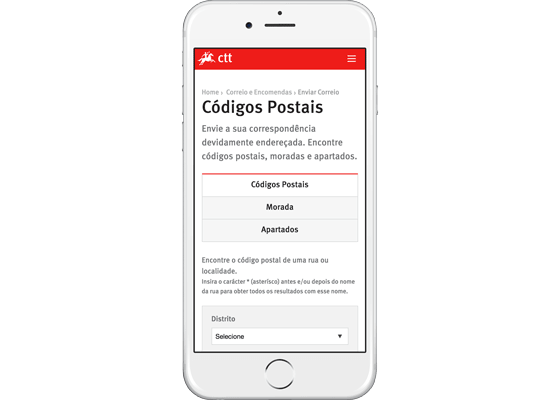 ctt
Home › Correio e Encomendas › Enviar Correio
Códigos Postais
Envie a sua correspondência
devidamente endereçada. Encontre
códigos postais, moradas e apartados.
Códigos Postais
Morada
Apartados
Encontre o código postal de uma rua ou
localidade.
Insira o carácter * (asterisco) antes e/ou depois do nome
da rua para obter todos os resultados com esse nome.
Distrito
Selecione